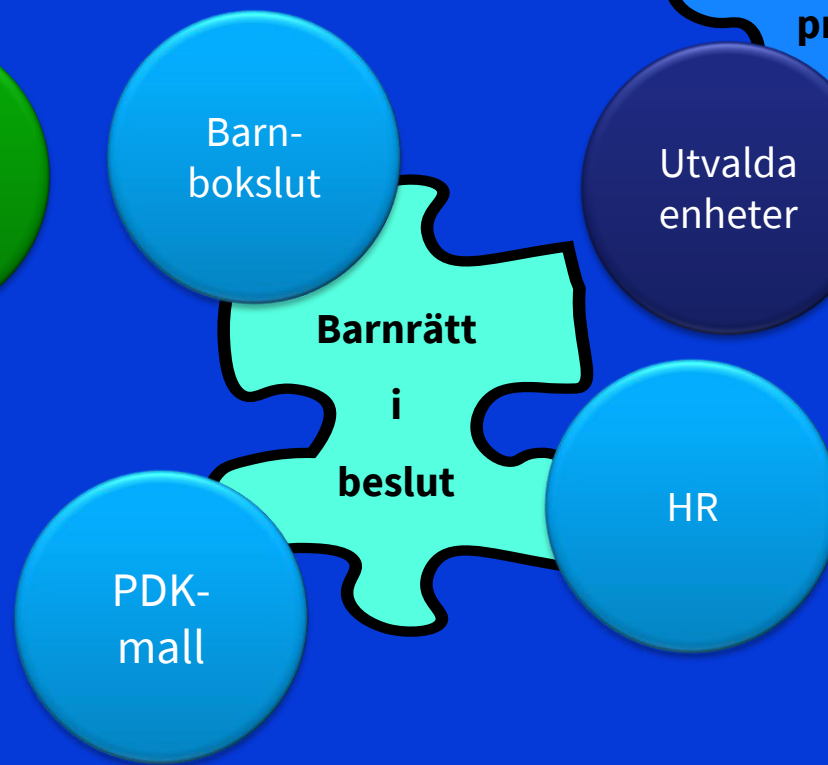 Barn-
bokslut
Utvalda
enheter
Barnrätt
i
beslut
HR
PDK-
mall